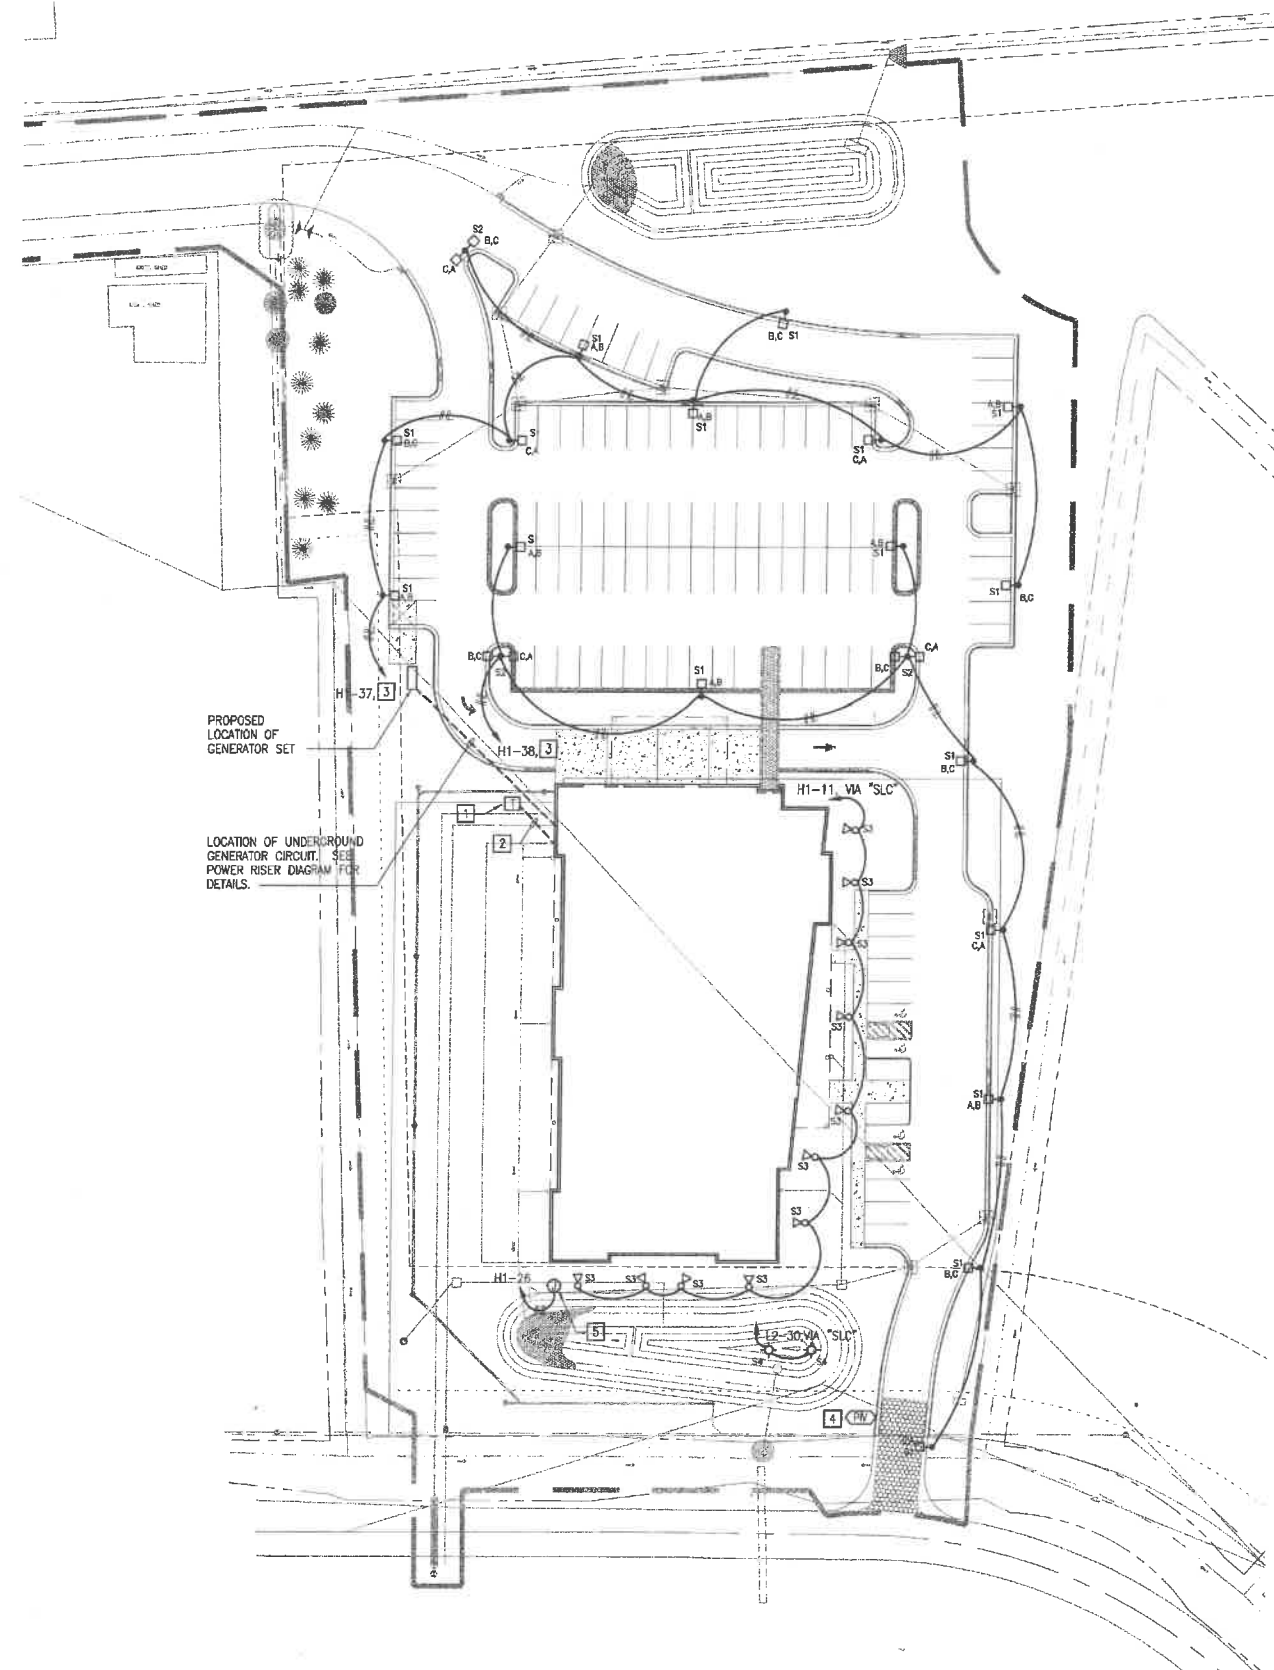 S2
B,C
C,A
S1
A,B
B,C S1
A,B
S1
A,B
S1
S1
B,C
S
C,A
S1
C,A
S
A,B
A,B
S1
S1
A,B
S1
B,C
B,C
C,A
S2
S1
A,B
C,A
B,C
S2
H1-37, 3
PROPOSED
LOCATION OF
GENERATOR SET
H1-38, 3
S1
B,C
H1-11, VIA "SLC"
1
2
LOCATION OF UNDERGROUND
GENERATOR CIRCUIT. SEE
POWER RISER DIAGRAM FOR
DETAILS.
S3
S3
S3
S1
C,A
S3
S1
A,B
S3
S3
S3
S1
B,C
H1-26
S3
S3
S3
S3
5
L2-30,VIA "SLC"
S4
S4
4
PIV